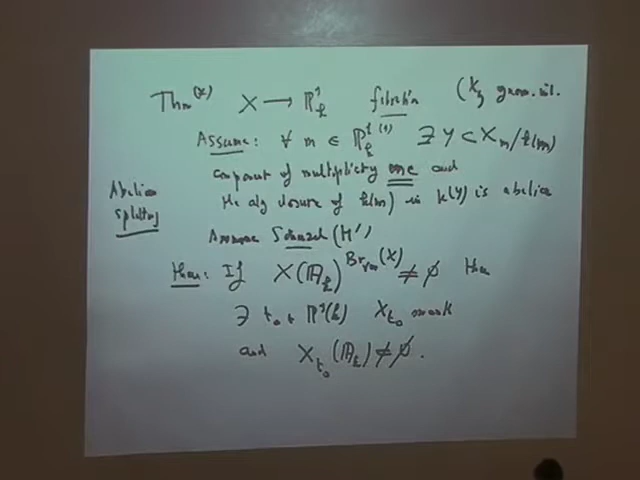 Thm (*) X → P¹_k fibration (X_η geom. int.
Assume: ∀ m ∈ P¹_k ⁽¹⁾ ∃ Y ⊂ X_m / k(m)
component of multiplicity one and
Abelian
the alg closure of k(m) in k(Y) is abelian
splitting
Assume Schinzel (H')
then: If X(A_k)^{Br_vert(X)} ≠ ∅ then
∃ t₀ ∈ P¹(k) X_{t₀} smooth
and X_{t₀}(A_k) ≠ ∅.